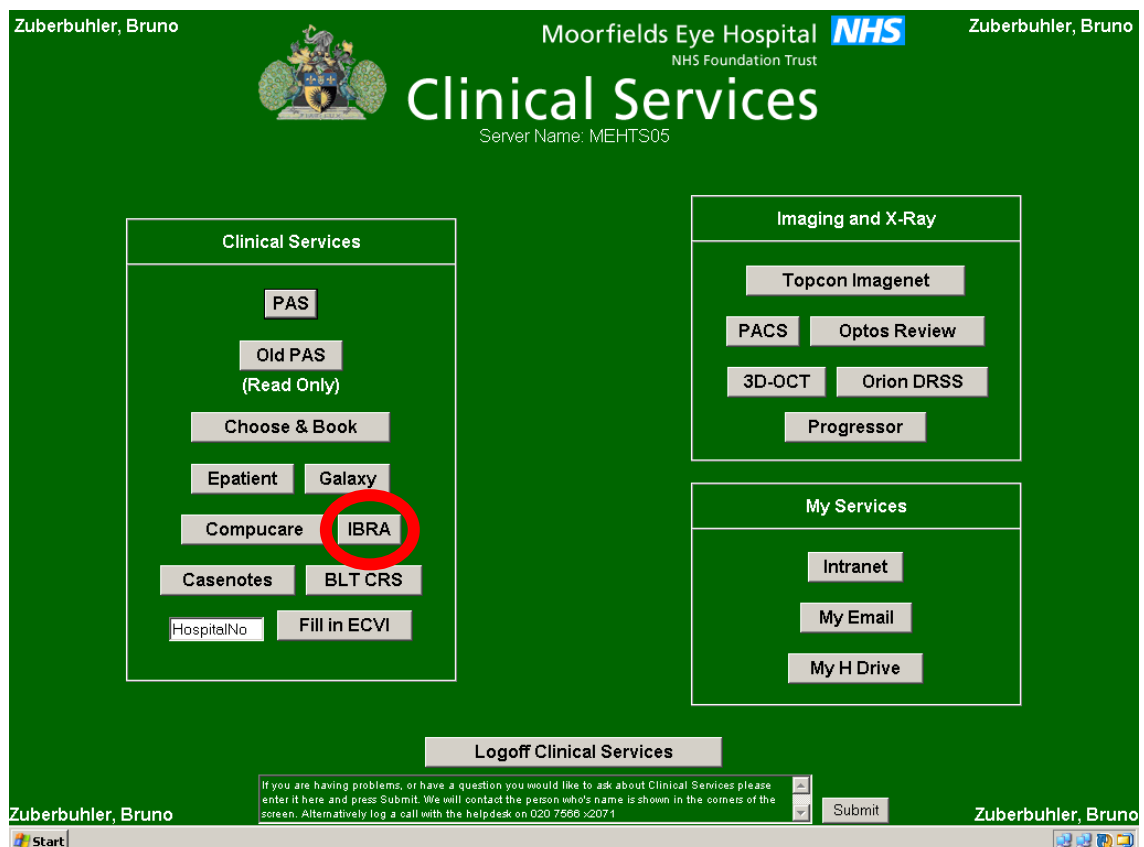 Zuberbuhler, Bruno
Moorfields Eye Hospital NHS
NHS Foundation Trust
Zuberbuhler, Bruno
Clinical Services
Server Name: MEHTS05
Clinical Services
PAS
Old PAS
(Read Only)
Choose & Book
Epatient Galaxy
Compucare IBRA
Casenotes BLT CRS
HospitalNo Fill in ECVI
Imaging and X-Ray
Topcon Imagenet
PACS Optos Review
3D-OCT Orion DRSS
Progressor
My Services
Intranet
My Email
My H Drive
Logoff Clinical Services
If you are having problems, or have a question you would like to ask about Clinical Services please
enter it here and press Submit. We will contact the person who's name is shown in the corners of the
screen. Alternatively log a call with the helpdesk on 020 7566 x2071
Submit
Zuberbuhler, Bruno
Zuberbuhler, Bruno
Start